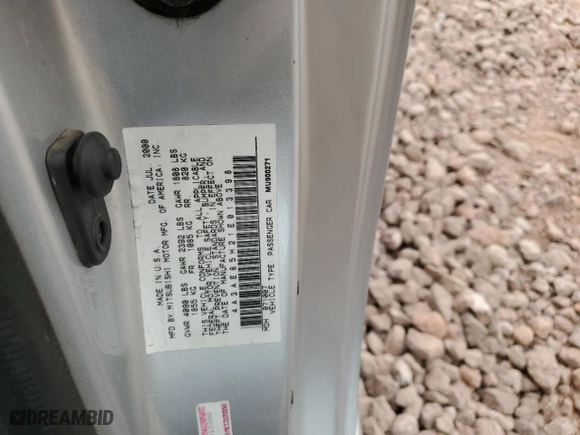 MADE IN U S A DATE JUL 2000
MFD.BY MITSUBISHI MOTOR MFG. OF AMERICA, INC.
GVWR 4090 LBS GAWR 2392 LBS GAWR 1808 LBS
1855 KG FR 1085 KG RR 820 KG
THIS VEHICLE CONFORMS TO ALL APPLICABLE
FEDERAL MOTOR VEHICLE SAFETY, BUMPER, AND
THEFT PREVENTION STANDARDS IN EFFECT ON
THE DATE OF MANUFACTURE SHOWN ABOVE
4A3AE85H21E013398
MDH 071007
VEHICLE TYPE: PASSENGER CAR MU900271
DREAMBID